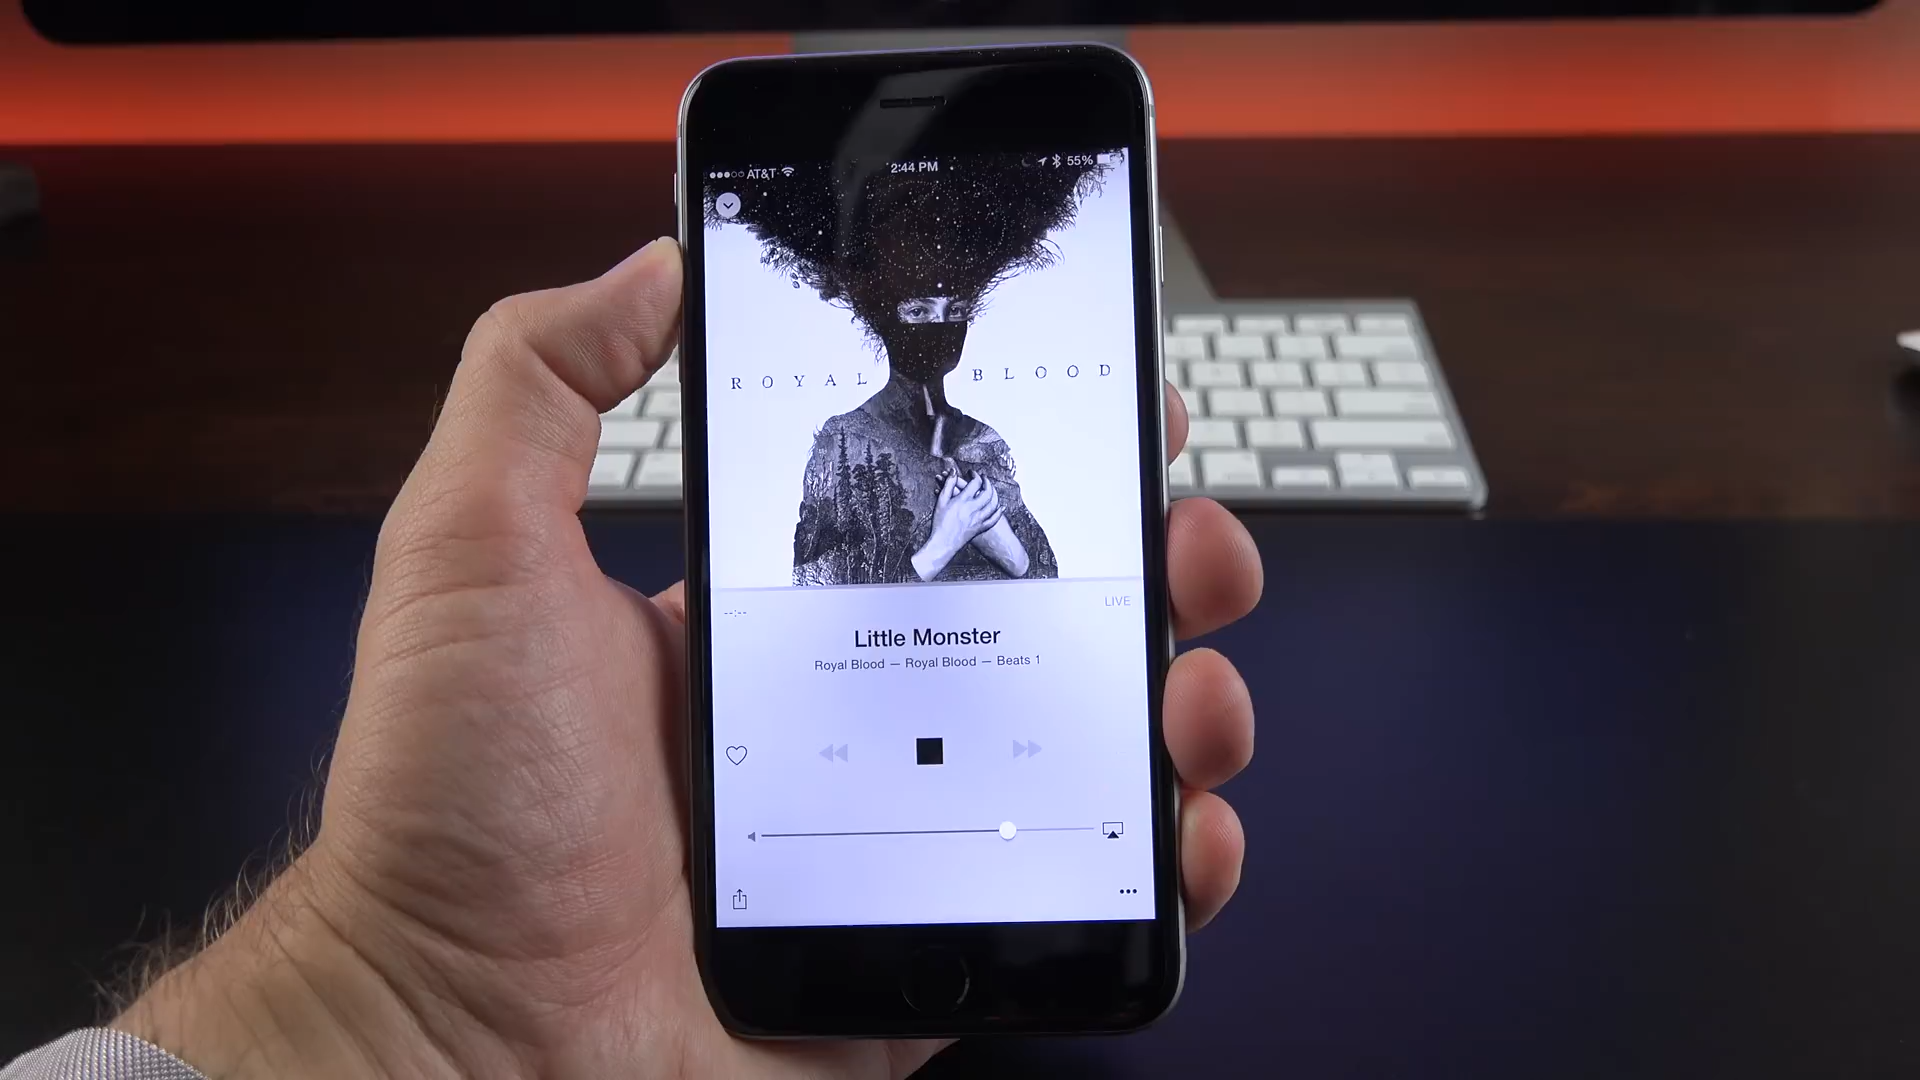 AT&T 2:44 PM 55%
ROYAL BLOOD
--:-- LIVE
Little Monster
Royal Blood — Royal Blood — Beats 1